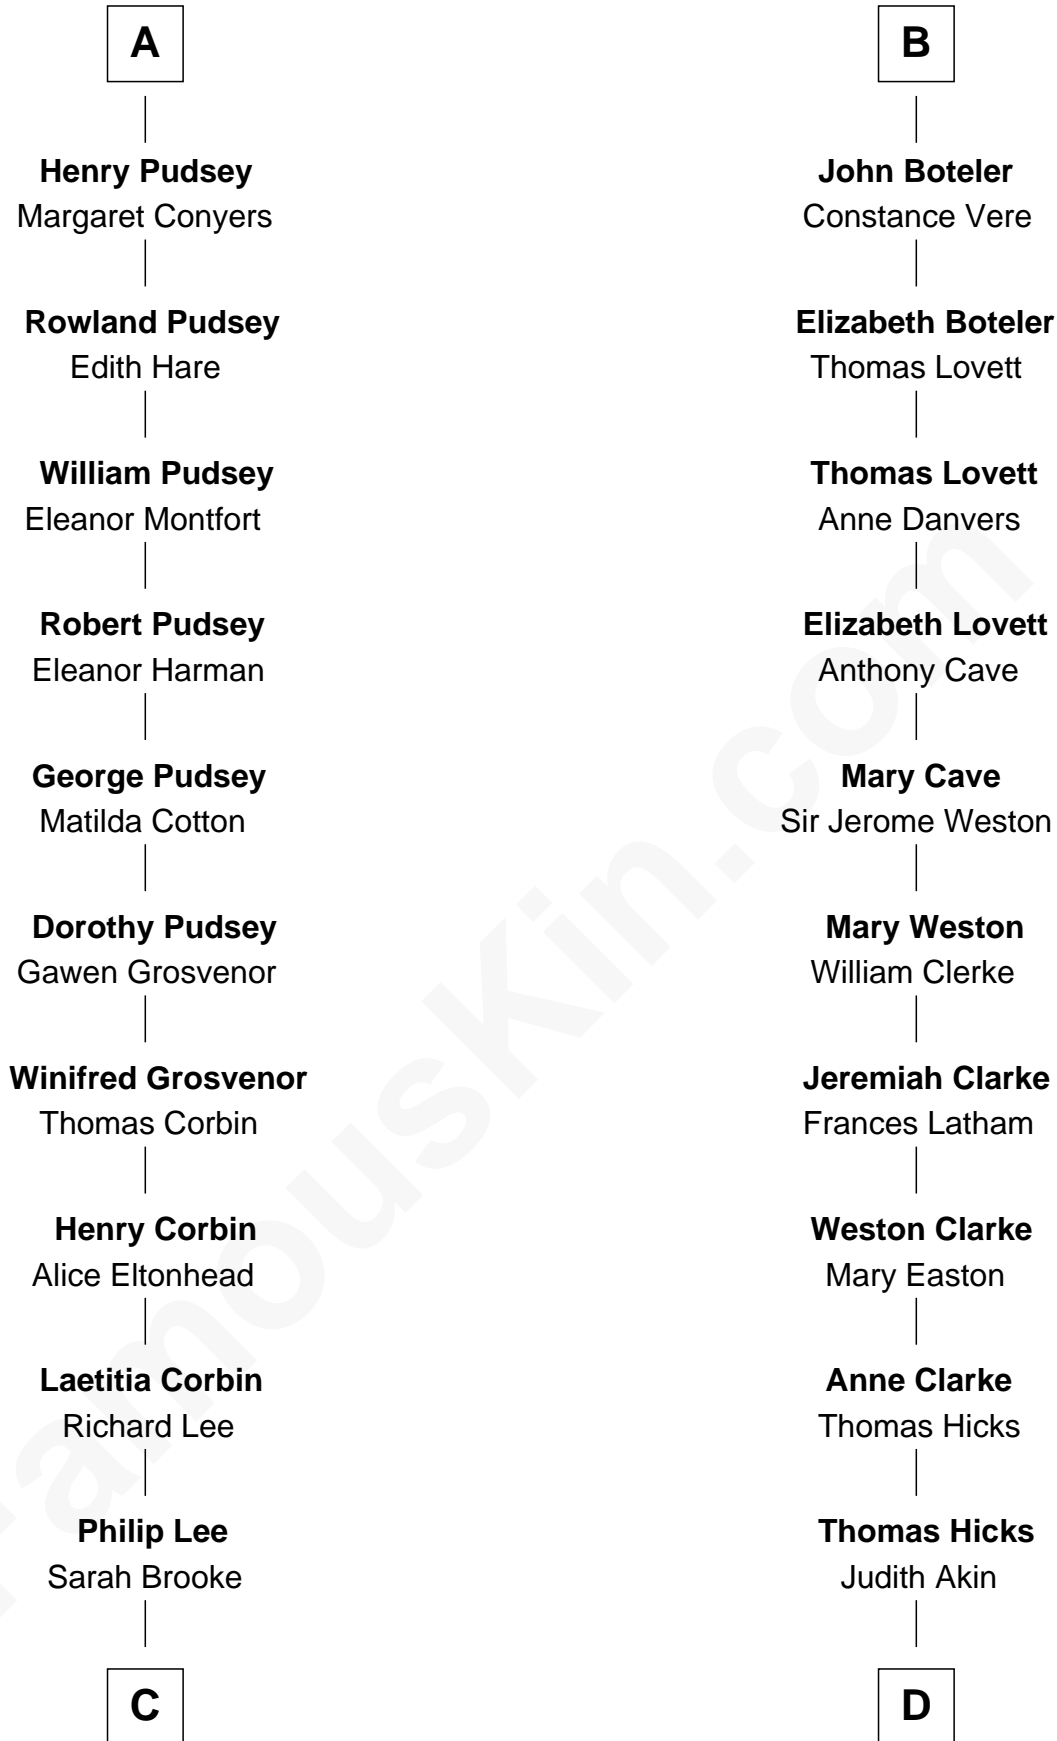 A
Henry Pudsey
Margaret Conyers
Rowland Pudsey
Edith Hare
William Pudsey
Eleanor Montfort
Robert Pudsey
Eleanor Harman
George Pudsey
Matilda Cotton
Dorothy Pudsey
Gawen Grosvenor
Winifred Grosvenor
Thomas Corbin
Henry Corbin
Alice Eltonhead
Laetitia Corbin
Richard Lee
Philip Lee
Sarah Brooke
C
B
John Boteler
Constance Vere
Elizabeth Boteler
Thomas Lovett
Thomas Lovett
Anne Danvers
Elizabeth Lovett
Anthony Cave
Mary Cave
Sir Jerome Weston
Mary Weston
William Clerke
Jeremiah Clarke
Frances Latham
Weston Clarke
Mary Easton
Anne Clarke
Thomas Hicks
Thomas Hicks
Judith Akin
D
FamousKin.com